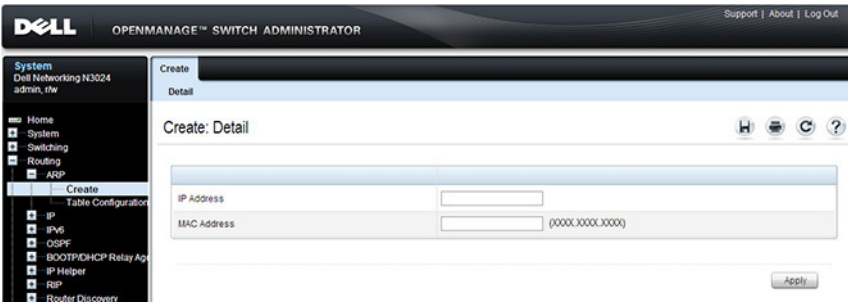 Support | About | Log Out
DELL OPENMANAGE™ SWITCH ADMINISTRATOR
System
Dell Networking N3024
admin, r/w
Home
System
Switching
Routing
ARP
Create
Table Configuration
IP
IPv6
OSPF
BOOTP/DHCP Relay Age
IP Helper
RIP
Router Discovery
Create
Detail
Create: Detail
IP Address
MAC Address (XXXX.XXXX.XXXX)
Apply